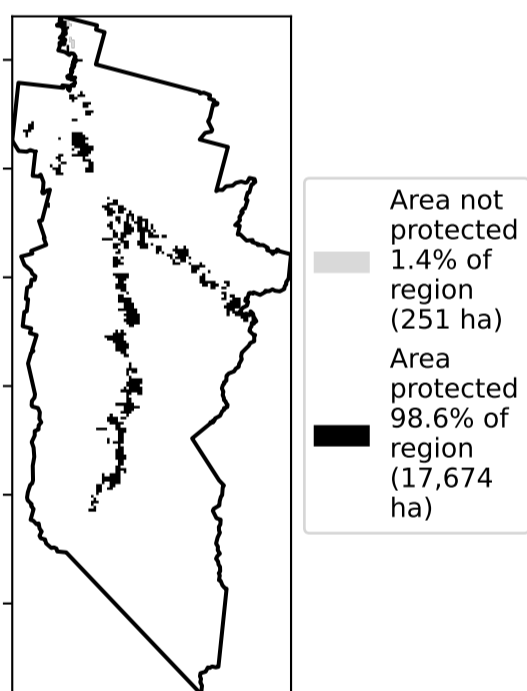 Area not
protected
1.4% of
region
(251 ha)
Area
protected
98.6% of
region
(17,674
ha)